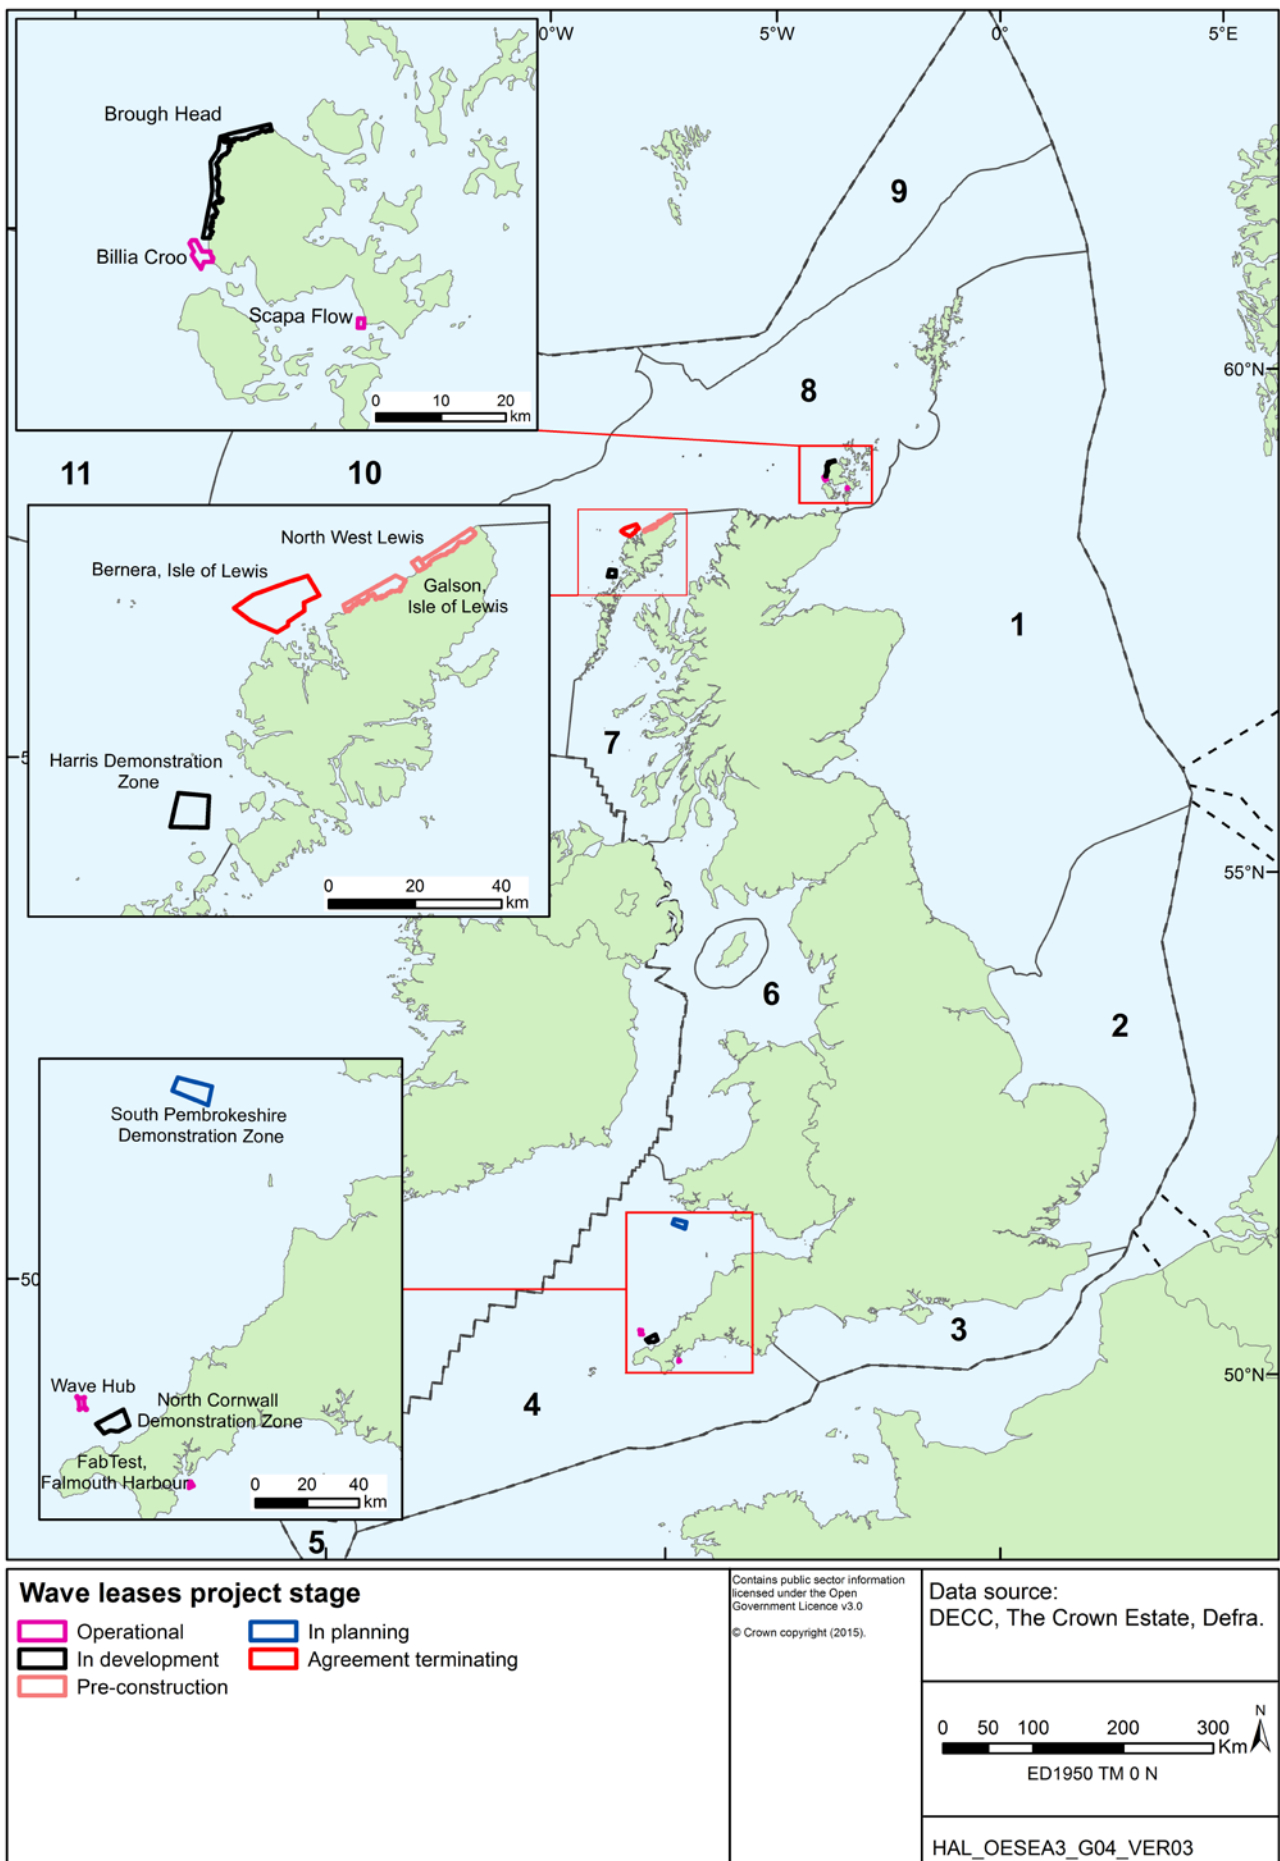 0°W
5°W
0°
5°E
Brough Head
9
Billia Croo
Scapa Flow
0 10 20
km
60°N
8
11
10
North West Lewis
Bernera, Isle of Lewis
Galson,
Isle of Lewis
1
7
Harris Demonstration
Zone
0 20 40
km
55°N
6
2
South Pembrokeshire
Demonstration Zone
50
3
50°N
4
Wave Hub
North Cornwall
Demonstration Zone
FabTest,
Falmouth Harbour
0 20 40
km
5
Wave leases project stage
Operational
In development
Pre-construction
In planning
Agreement terminating
Contains public sector information
licensed under the Open
Government Licence v3.0
© Crown copyright (2015).
Data source:
DECC, The Crown Estate, Defra.
N
0 50 100 200 300
Km
ED1950 TM 0 N
HAL_OESEA3_G04_VER03